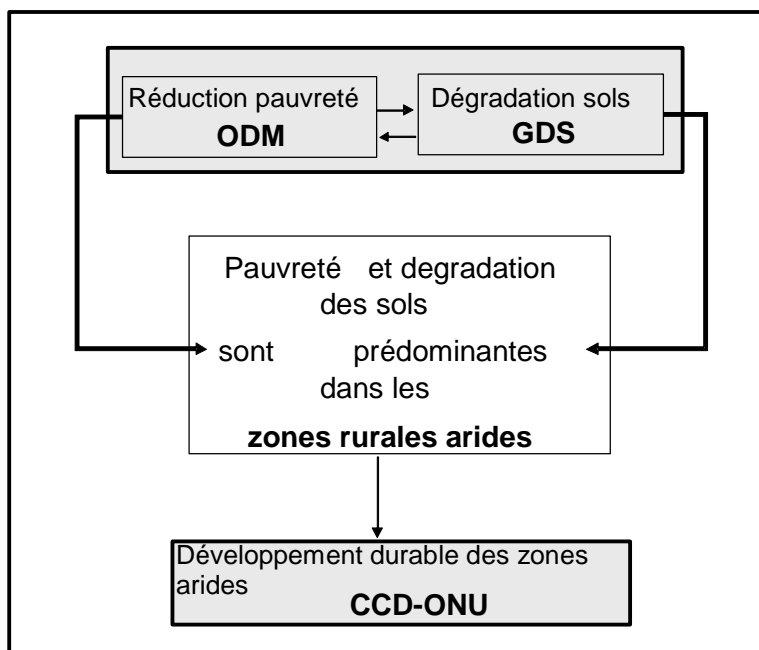 Réduction pauvreté
ODM
Dégradation sols
GDS
Pauvreté et degradation
des sols
sont prédominantes
dans les
zones rurales arides
Développement durable des zones
arides
CCD-ONU